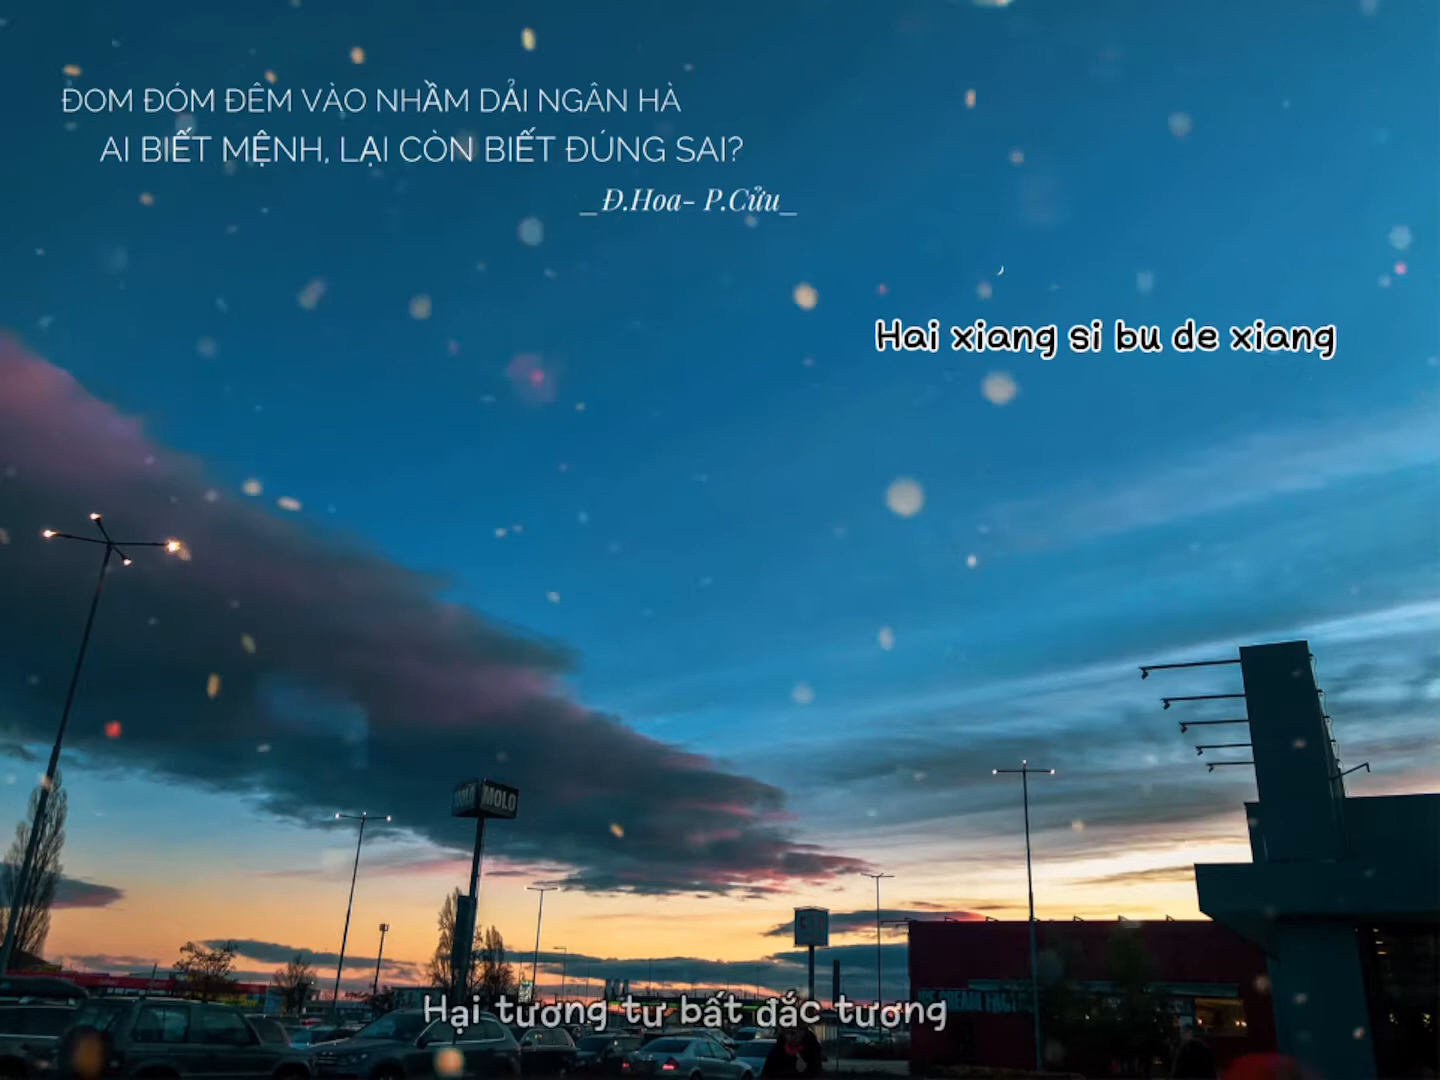 ĐOM ĐÓM ĐÊM VÀO NHẦM DẢI NGÂN HÀ
AI BIẾT MỆNH, LẠI CÒN BIẾT ĐÚNG SAI?
_Đ.Hoa- P.Cửu_
Hai xiang si bu de xiang
MOLO
Hại tương tư bất đắc tương